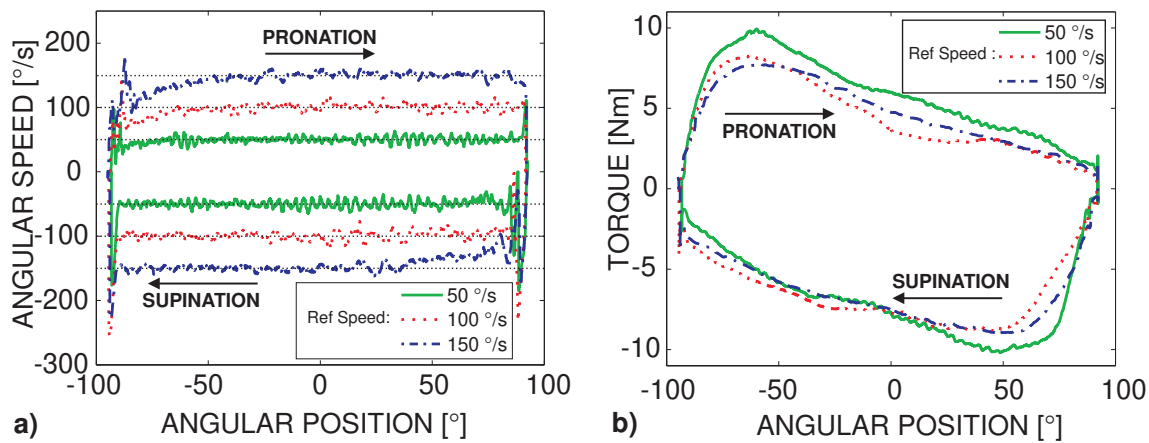 ANGULAR SPEED [°/s]
200
100
0
-100
-200
-300
PRONATION
SUPINATION
Ref Speed:
50 °/s
100 °/s
150 °/s
-100
-50
0
50
100
ANGULAR POSITION [°]
a)
TORQUE [Nm]
10
5
0
-5
-10
Ref Speed :
50 °/s
100 °/s
150 °/s
PRONATION
SUPINATION
-100
-50
0
50
100
ANGULAR POSITION [°]
b)